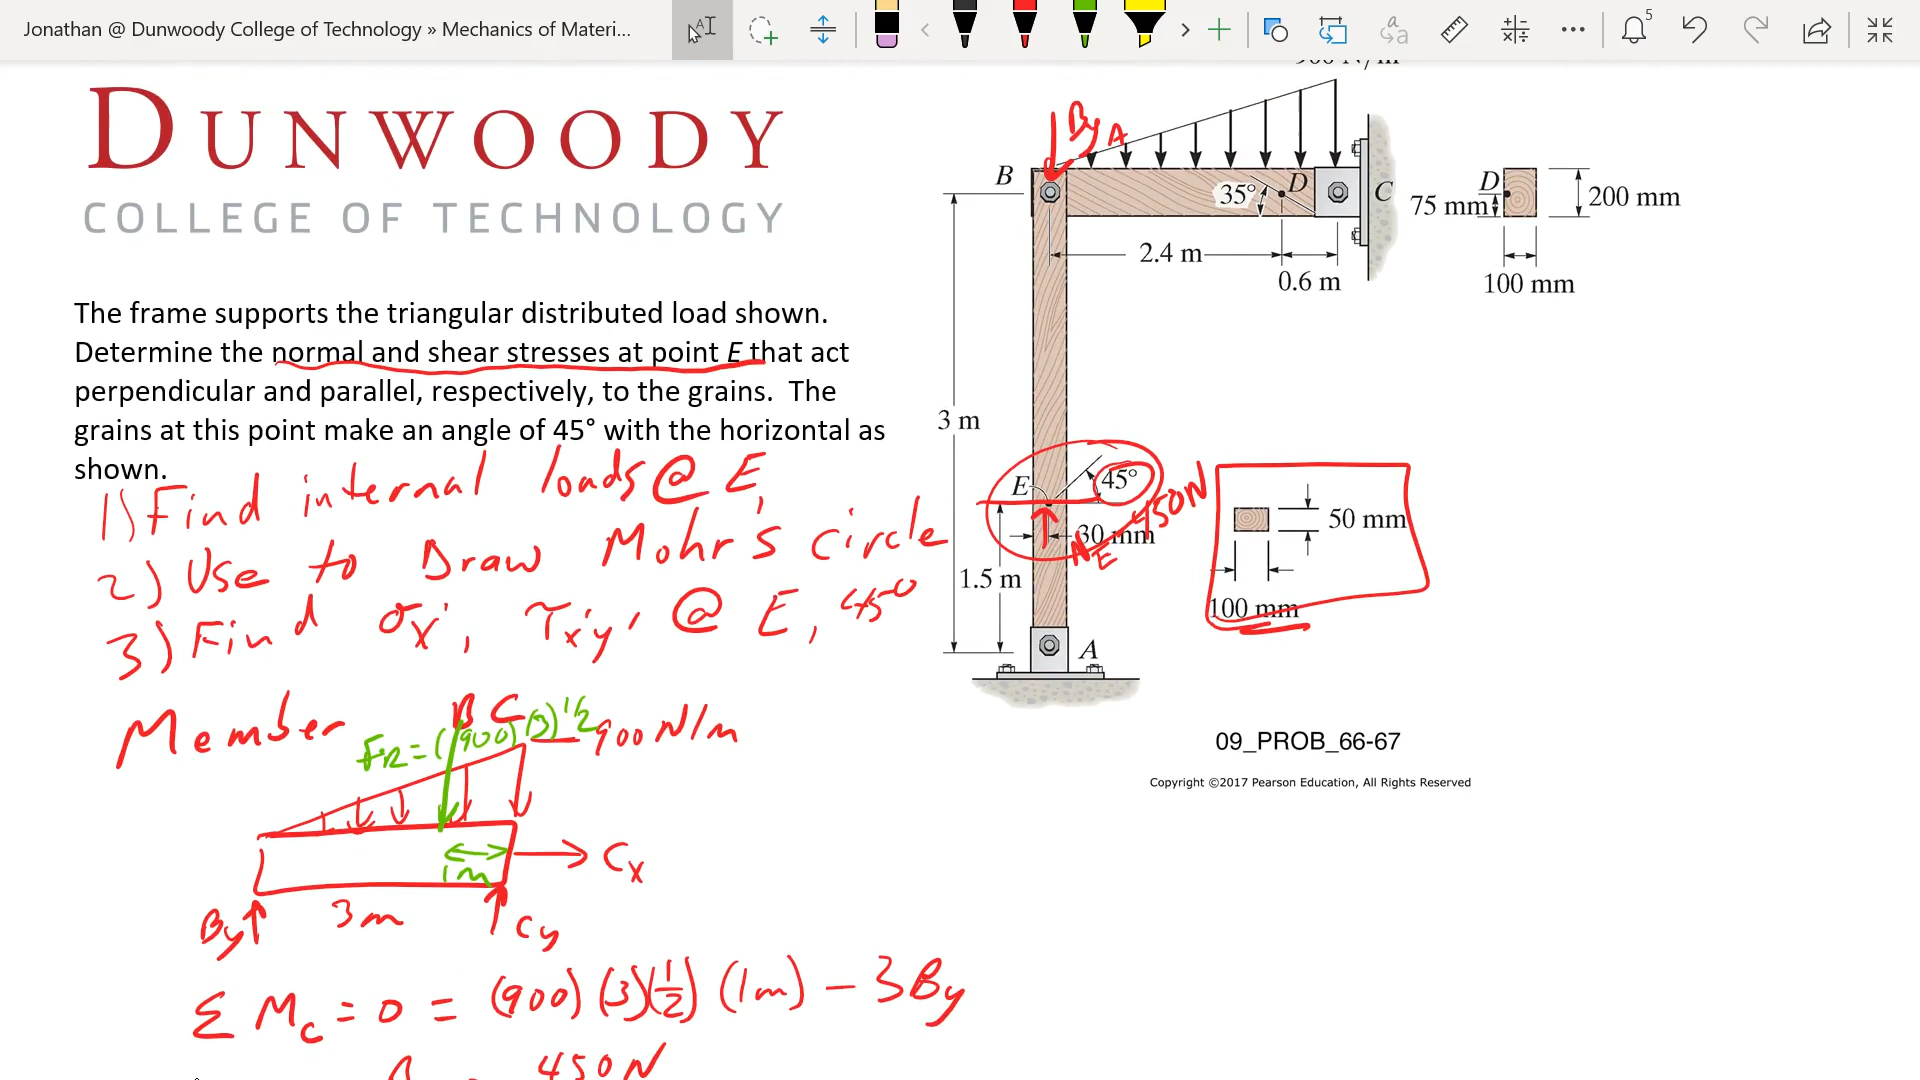 Jonathan @ Dunwoody College of Technology » Mechanics of Materi...
5
DUNWOODY
COLLEGE OF TECHNOLOGY
The frame supports the triangular distributed load shown.
Determine the normal and shear stresses at point E that act
perpendicular and parallel, respectively, to the grains. The
grains at this point make an angle of 45° with the horizontal as
shown.
1) Find internal loads @ E,
2) Use to Draw Mohr's circle
3) Find σx', τx'y' @ E, 45°
Member BC
FR = (900)(3) 1/2
900 N/m
1m
Cx
By
3m
Cy
Σ Mc = 0 = (900) (3)(1/2) (1m) − 3By
450N
By
A
B
35°
D
C
2.4 m
0.6 m
D
75 mm
200 mm
100 mm
3 m
E
45°
450N
30 mm
NE
1.5 m
A
50 mm
100 mm
09_PROB_66-67
Copyright ©2017 Pearson Education, All Rights Reserved